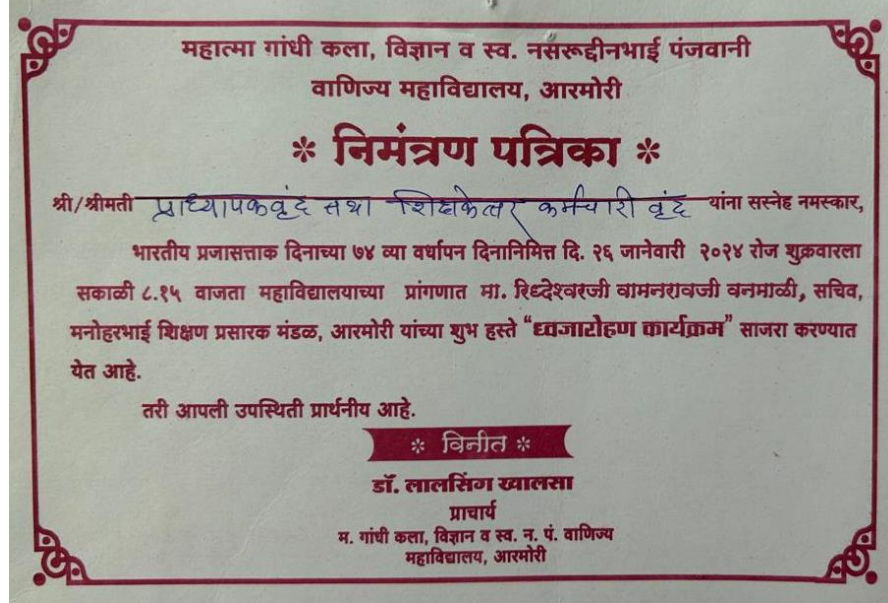 महात्मा गांधी कला, विज्ञान व स्व. नसरूद्दीनभाई पंजवानी
वाणिज्य महाविद्यालय, आरमोरी
* निमंत्रण पत्रिका *
श्री/श्रीमती प्राध्यापकवृंद तथा शिक्षकेत्तर कर्मचारी वृंद यांना सस्नेह नमस्कार,
भारतीय प्रजासत्ताक दिनाच्या ७४ व्या वर्धापन दिनानिमित्त दि. २६ जानेवारी २०२४ रोज शुक्रवारला
सकाळी ८.१५ वाजता महाविद्यालयाच्या प्रांगणात मा. रिध्देश्वरजी वामनरावजी वनमाळी, सचिव,
मनोहरभाई शिक्षण प्रसारक मंडळ, आरमोरी यांच्या शुभ हस्ते "ध्वजारोहण कार्यक्रम" साजरा करण्यात
येत आहे.
तरी आपली उपस्थिती प्रार्थनीय आहे.
* विनीत *
डॉ. लालसिंग खालसा
प्राचार्य
म. गांधी कला, विज्ञान व स्व. न. पं. वाणिज्य
महाविद्यालय, आरमोरी